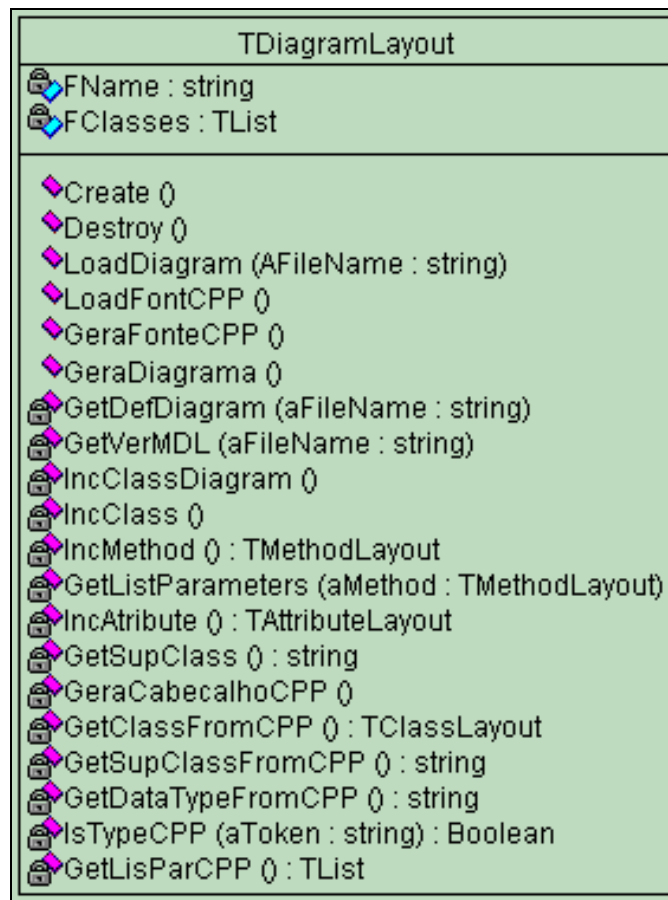 TDiagramLayout
FName : string
FClasses : TList
Create ()
Destroy ()
LoadDiagram (AFileName : string)
LoadFontCPP ()
GeraFonteCPP ()
GeraDiagrama ()
GetDefDiagram (aFileName : string)
GetVerMDL (aFileName : string)
IncClassDiagram ()
IncClass ()
IncMethod () : TMethodLayout
GetListParameters (aMethod : TMethodLayout)
IncAtribute () : TAttributeLayout
GetSupClass () : string
GeraCabecalhoCPP ()
GetClassFromCPP () : TClassLayout
GetSupClassFromCPP () : string
GetDataTypeFromCPP () : string
IsTypeCPP (aToken : string) : Boolean
GetLisParCPP () : TList